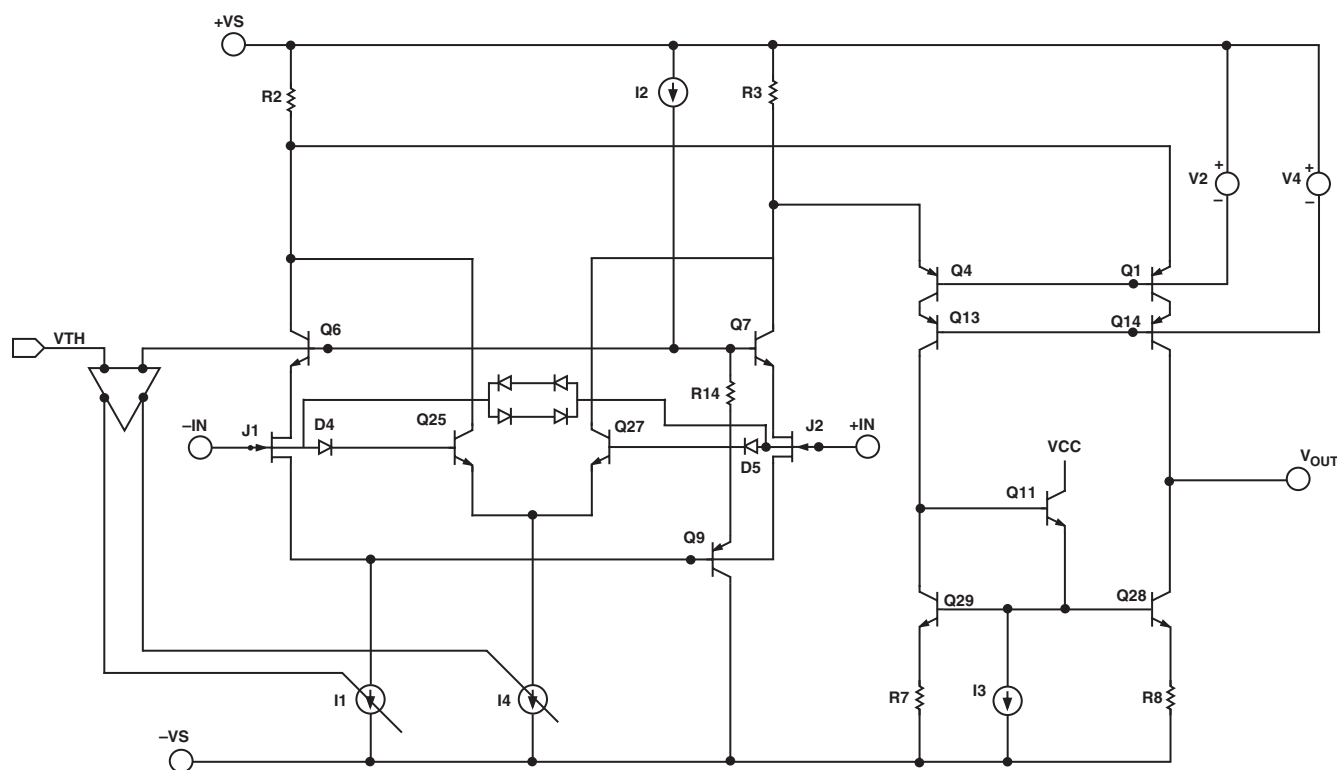 +VS
R2
I2
R3
V2
+
–
V4
+
–
Q4
Q1
Q6
Q7
Q13
Q14
VTH
R14
–IN
J1
D4
Q25
Q27
D5
J2
+IN
VCC
Q11
VOUT
Q9
Q29
Q28
I1
I4
R7
I3
R8
–VS